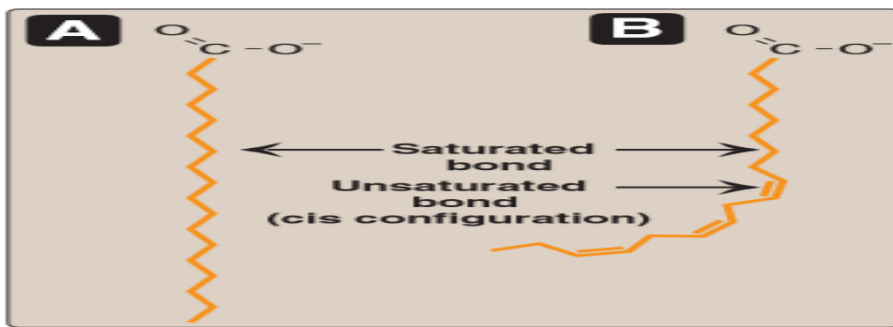 A
B
O
C – O⁻
O
C – O⁻
Saturated
bond
Unsaturated
bond
(cis configuration)